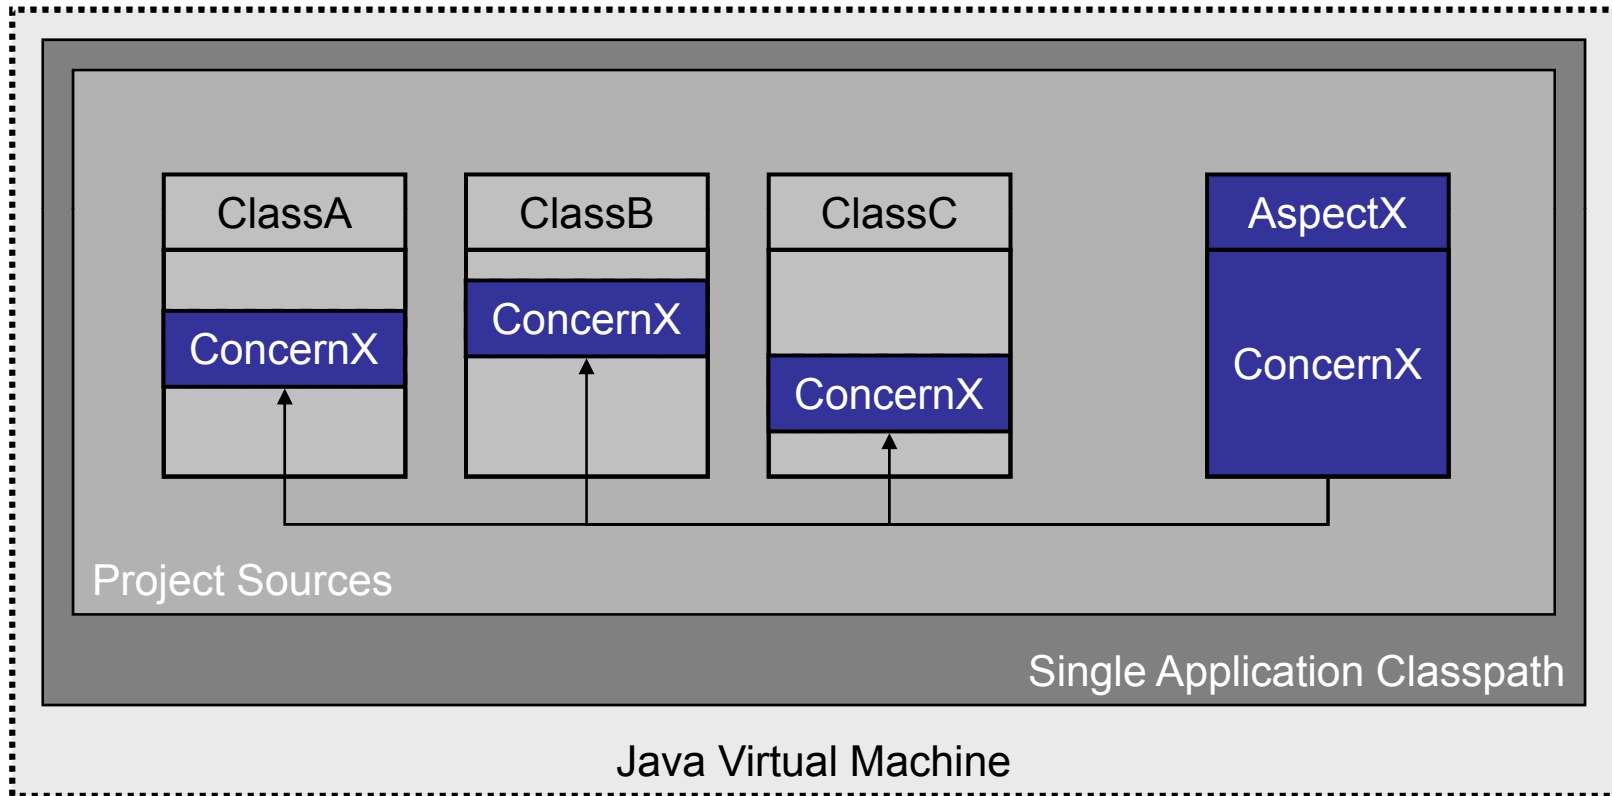 ClassA
ClassB
ClassC
AspectX
ConcernX
ConcernX
ConcernX
ConcernX
Project Sources
Single Application Classpath
Java Virtual Machine